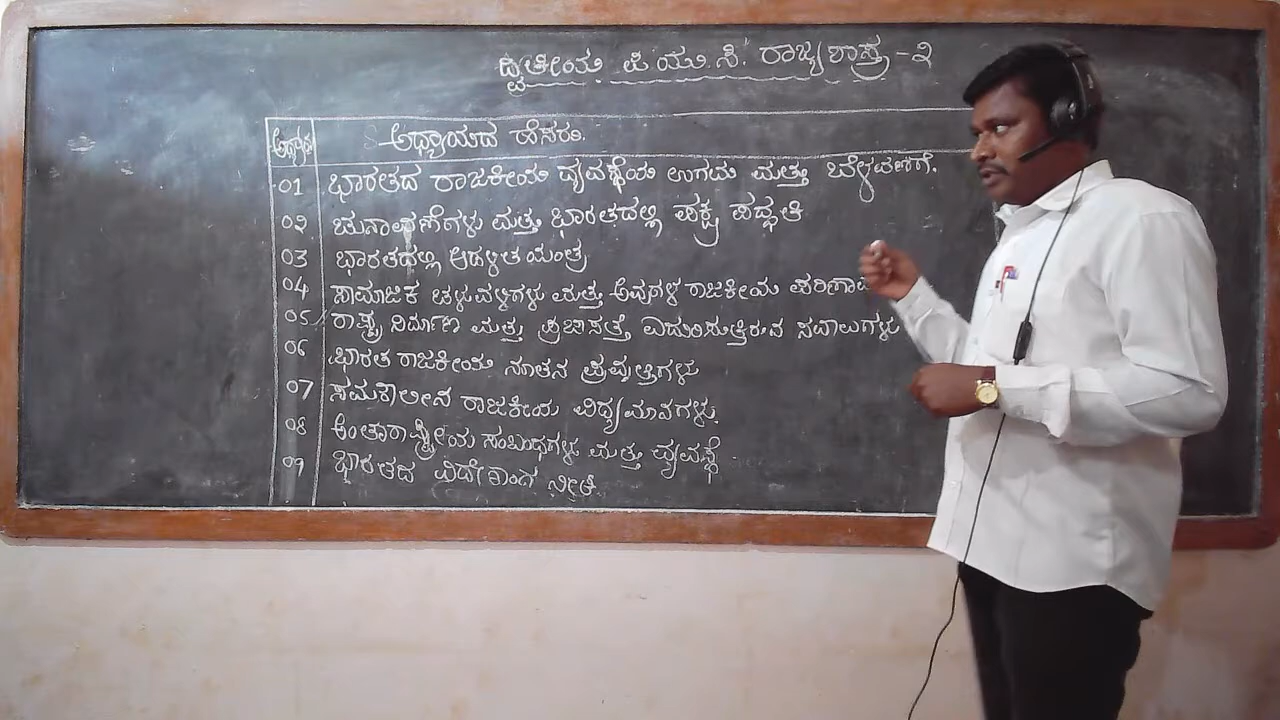 ದ್ವಿತೀಯ ಪಿ.ಯು.ಸಿ. ರಾಜ್ಯಶಾಸ್ತ್ರ-೨
ಅಧ್ಯಾಯದ ಹೆಸರು.
01 ಭಾರತದ ರಾಜಕೀಯ ವ್ಯವಸ್ಥೆಯ ಉಗಮ ಮತ್ತು ಬೆಳವಣಿಗೆ.
02 ಚುನಾವಣೆಗಳು ಮತ್ತು ಭಾರತದಲ್ಲಿ ಪಕ್ಷ ಪದ್ಧತಿ
03 ಭಾರತದಲ್ಲಿ ಆಡಳಿತಯಂತ್ರ
04 ಸಾಮಾಜಿಕ ಚಳುವಳಿಗಳು ಮತ್ತು ಅವುಗಳ ರಾಜಕೀಯ
05 ರಾಷ್ಟ್ರ ನಿರ್ಮಾಣ ಮತ್ತು ಪ್ರಜಾಸತ್ತೆ ಎದುರಿಸುತ್ತಿರುವ ಸವಾಲುಗಳು
06 ಭಾರತ ರಾಜಕೀಯ ನೂತನ ಪ್ರವೃತ್ತಿಗಳು
07 ಸಮಕಾಲೀನ ರಾಜಕೀಯ ವಿದ್ಯಮಾನಗಳು.
08 ಅಂತಾರಾಷ್ಟ್ರೀಯ ಸಂಬಂಧಗಳು ಮತ್ತು ವ್ಯವಸ್ಥೆ.
09 ಭಾರತದ ವಿದೇಶಾಂಗ ನೀತಿ.